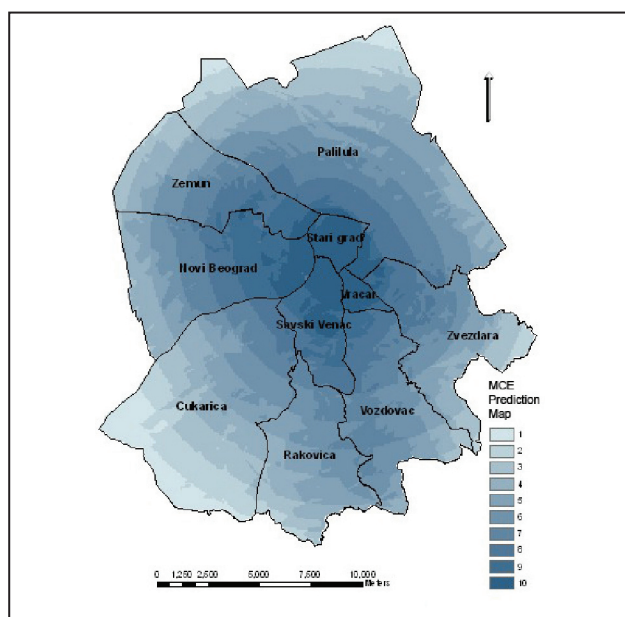 Palilula
Zemun
Stari grad
Novi Beograd
Vracar
Savski Venac
Zvezdara
Cukarica
Vozdovac
Rakovica
MCE
Prediction
Map
1
2
3
4
5
6
7
8
9
10
0 1,250 2,500 5,000 7,500 10,000
Meters